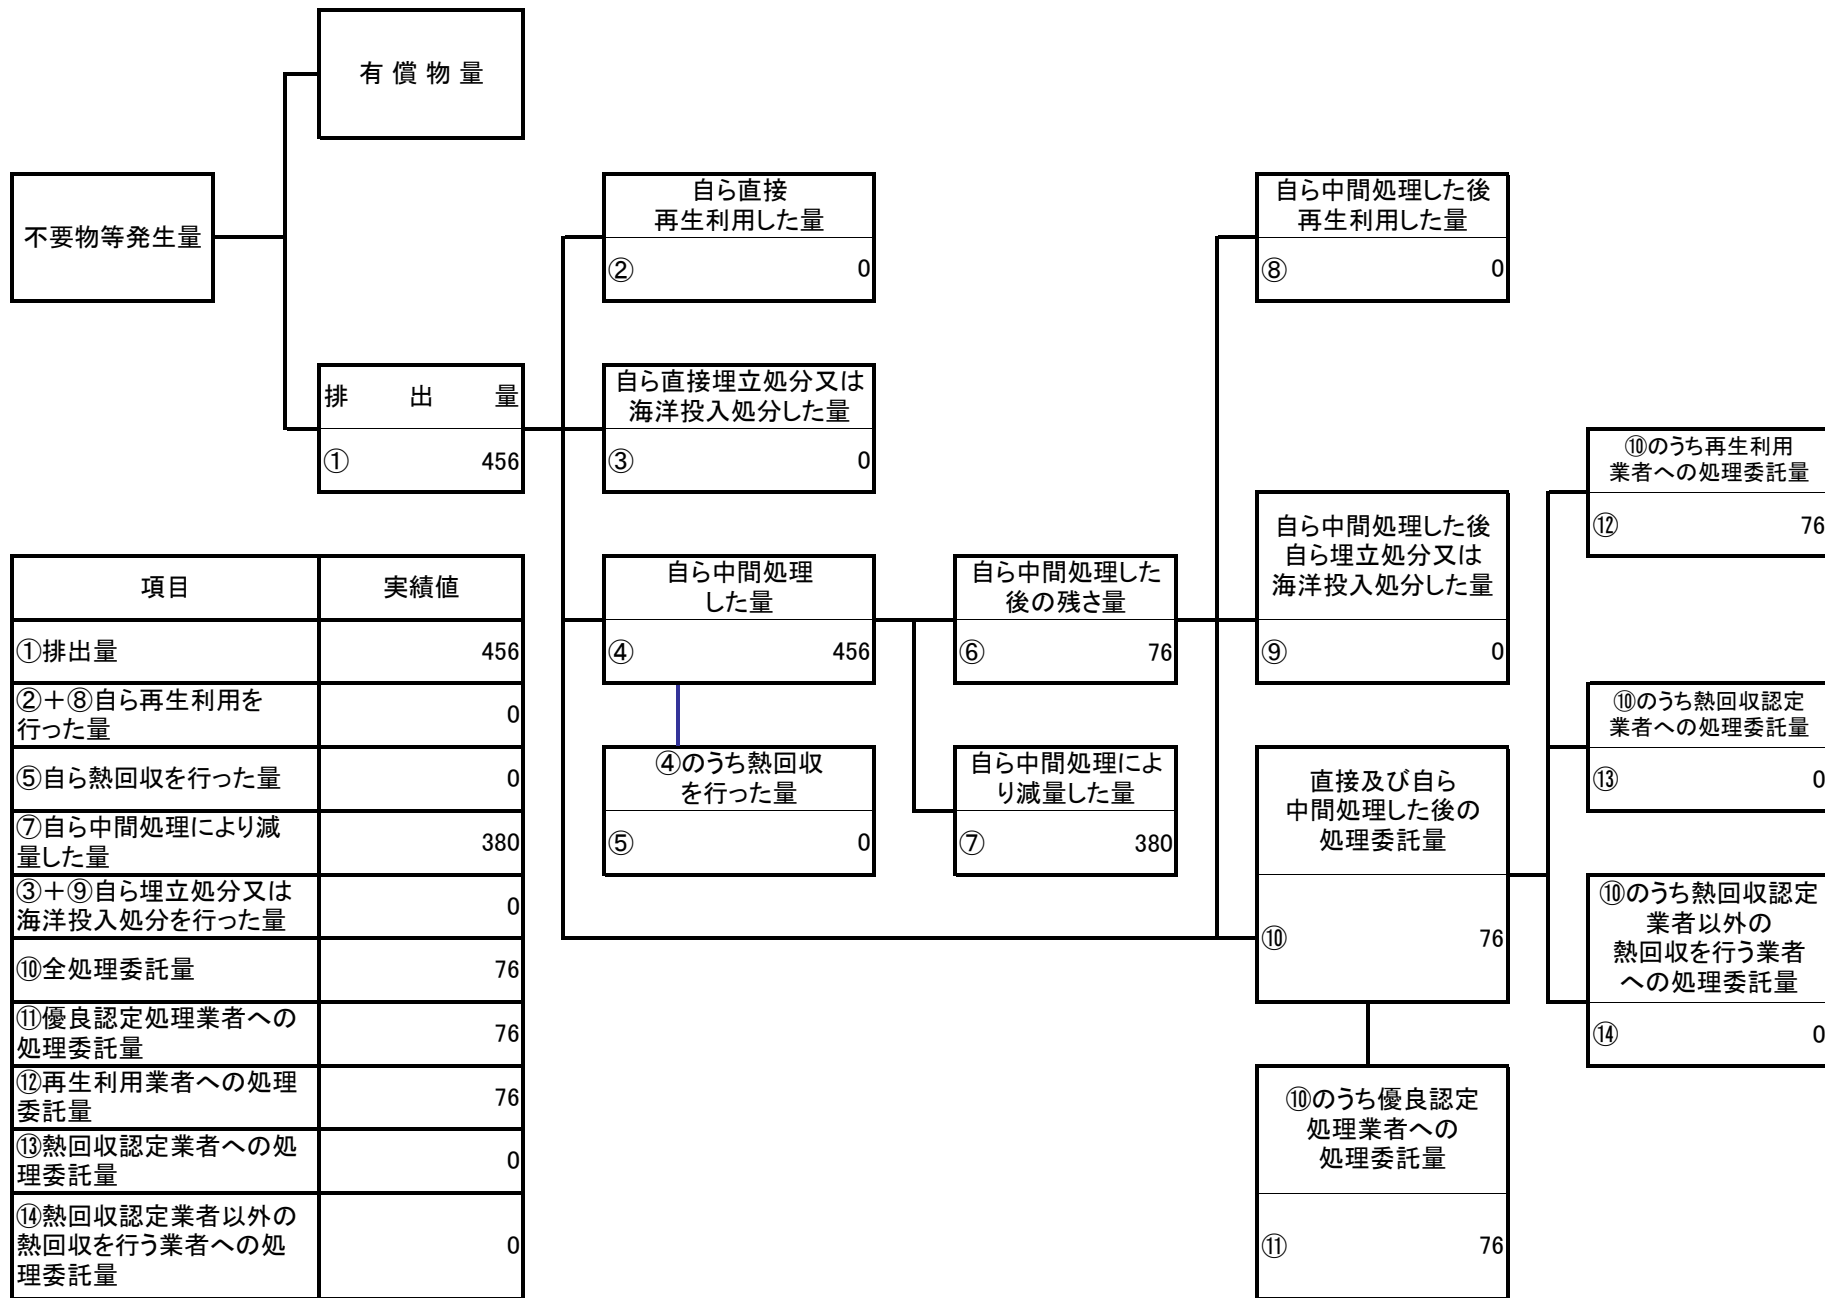 有償物量
不要物等発生量
自ら直接
再生利用した量
② 0
自ら中間処理した後
再生利用した量
⑧ 0
排出量
① 456
自ら直接埋立処分又は
海洋投入処分した量
③ 0
⑩のうち再生利用
業者への処理委託量
⑫ 76
自ら中間処理
した量
④ 456
自ら中間処理した
後の残さ量
⑥ 76
自ら中間処理した後
自ら埋立処分又は
海洋投入処分した量
⑨ 0
⑩のうち熱回収認定
業者への処理委託量
⑬ 0
④のうち熱回収
を行った量
⑤ 0
自ら中間処理によ
り減量した量
⑦ 380
直接及び自ら
中間処理した後の
処理委託量
⑩ 76
⑩のうち熱回収認定
業者以外の
熱回収を行う業者
への処理委託量
⑭ 0
⑩のうち優良認定
処理業者への
処理委託量
⑪ 76
項目 実績値
①排出量 456
②+⑧自ら再生利用を
行った量 0
⑤自ら熱回収を行った量 0
⑦自ら中間処理により減
量した量 380
③+⑨自ら埋立処分又は
海洋投入処分を行った量 0
⑩全処理委託量 76
⑪優良認定処理業者への
処理委託量 76
⑫再生利用業者への処理
委託量 76
⑬熱回収認定業者への処
理委託量 0
⑭熱回収認定業者以外の
熱回収を行う業者への処
理委託量 0